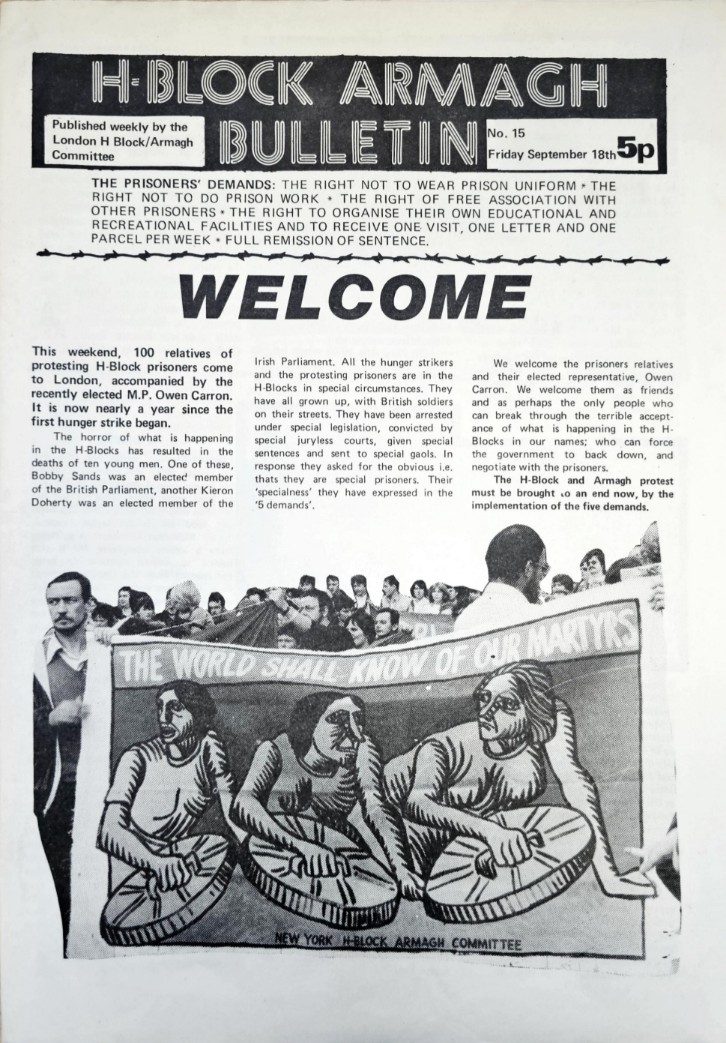 H-BLOCK ARMAGH
BULLETIN
Published weekly by the
London H Block/Armagh
Committee
No. 15
Friday September 18th 5p
THE PRISONERS' DEMANDS: THE RIGHT NOT TO WEAR PRISON UNIFORM * THE
RIGHT NOT TO DO PRISON WORK * THE RIGHT OF FREE ASSOCIATION WITH
OTHER PRISONERS * THE RIGHT TO ORGANISE THEIR OWN EDUCATIONAL AND
RECREATIONAL FACILITIES AND TO RECEIVE ONE VISIT, ONE LETTER AND ONE
PARCEL PER WEEK * FULL REMISSION OF SENTENCE.
WELCOME
This weekend, 100 relatives of
protesting H-Block prisoners come
to London, accompanied by the
recently elected M.P. Owen Carron.
It is now nearly a year since the
first hunger strike began.
The horror of what is happening
in the H-Blocks has resulted in the
deaths of ten young men. One of these,
Bobby Sands was an elected member
of the British Parliament, another Kieron
Doherty was an elected member of the
Irish Parliament. All the hunger strikers
and the protesting prisoners are in the
H-Blocks in special circumstances. They
have all grown up, with British soldiers
on their streets. They have been arrested
under special legislation, convicted by
special juryless courts, given special
sentences and sent to special gaols. In
response they asked for the obvious i.e.
thats they are special prisoners. Their
'specialness' they have expressed in the
'5 demands'.
We welcome the prisoners relatives
and their elected representative, Owen
Carron. We welcome them as friends
and as perhaps the only people who
can break through the terrible accept-
ance of what is happening in the H-
Blocks in our names; who can force
the government to back down, and
negotiate with the prisoners.
The H-Block and Armagh protest
must be brought to an end now, by the
implementation of the five demands.
THE WORLD SHALL KNOW OF OUR MARTYRS
NEW YORK H-BLOCK ARMAGH COMMITTEE